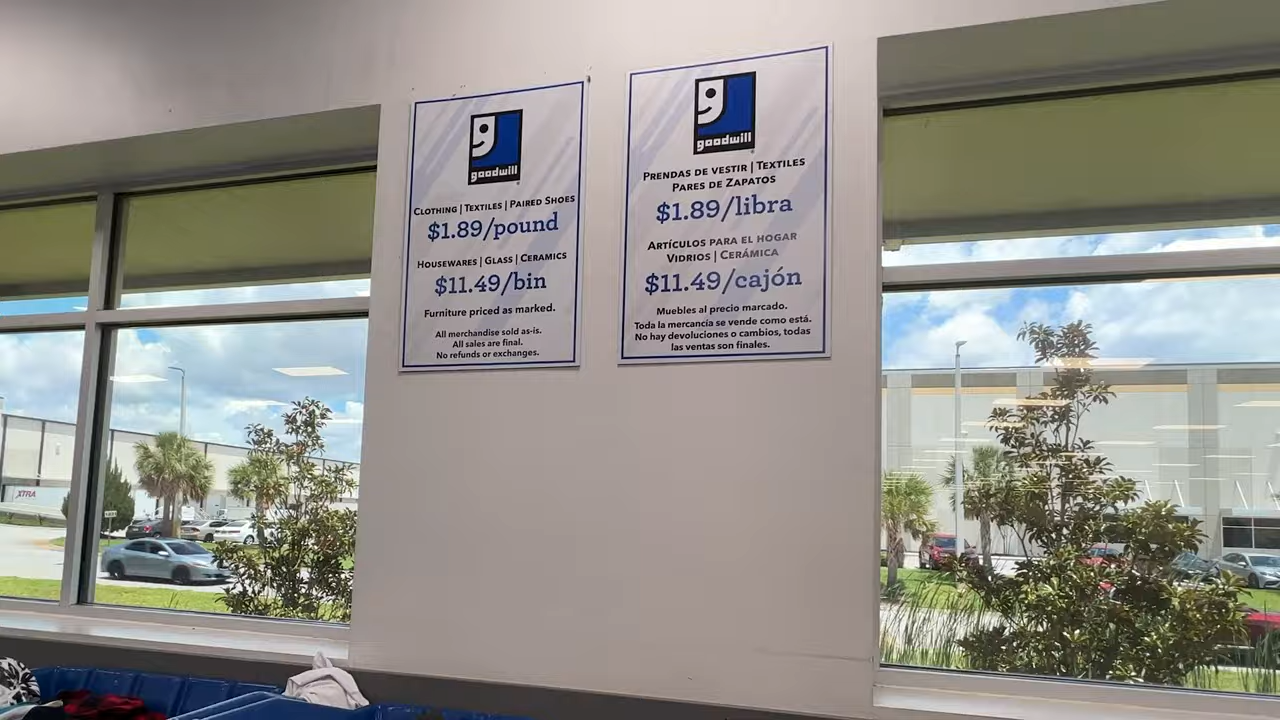 goodwill
CLOTHING | TEXTILES | PAIRED SHOES
$1.89/pound
HOUSEWARES | GLASS | CERAMICS
$11.49/bin
Furniture priced as marked.
All merchandise sold as-is.
All sales are final.
No refunds or exchanges.
goodwill
PRENDAS DE VESTIR | TEXTILES
PARES DE ZAPATOS
$1.89/libra
ARTÍCULOS PARA EL HOGAR
VIDRIOS | CERÁMICA
$11.49/cajón
Muebles al precio marcado.
Toda la mercancía se vende como está.
No hay devoluciones o cambios, todas
las ventas son finales.
XTRA